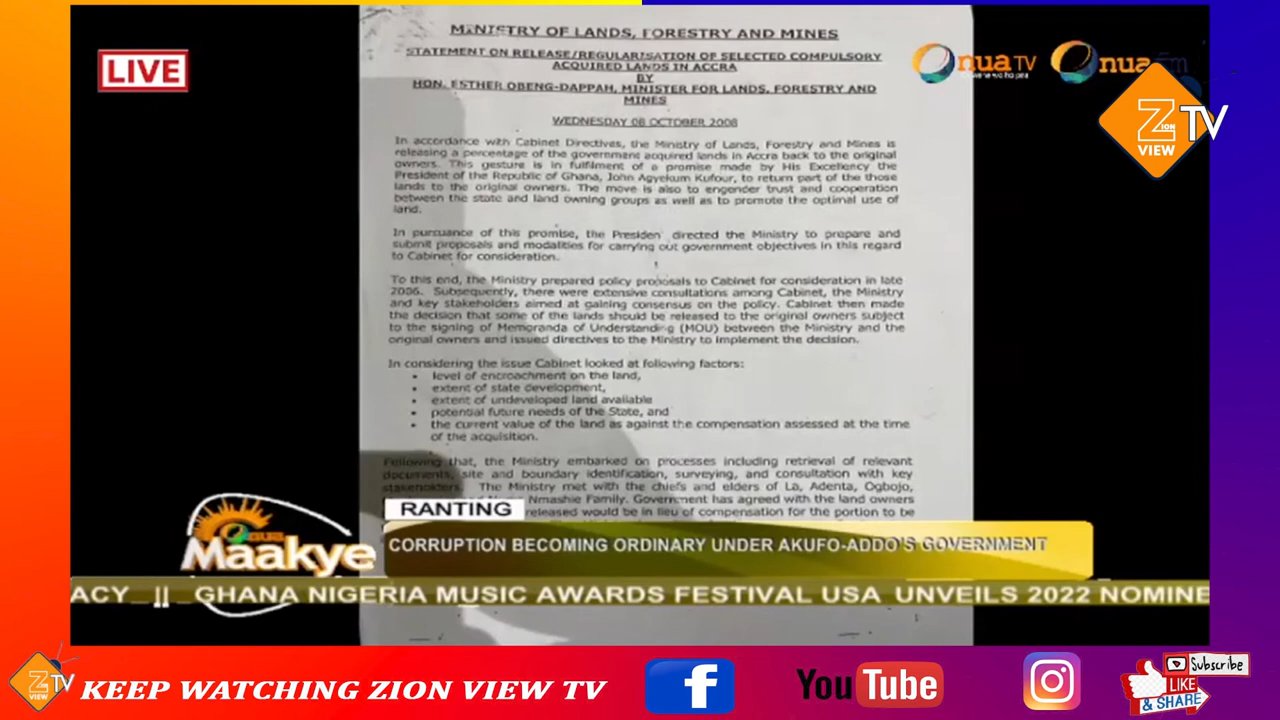 MINISTRY OF LANDS, FORESTRY AND MINES
STATEMENT ON RELEASE/REGULARISATION OF SELECTED COMPULSORY
ACQUIRED LANDS IN ACCRA
BY
HON. ESTHER OBENG-DAPPAH, MINISTER FOR LANDS, FORESTRY AND
MINES
WEDNESDAY 08 OCTOBER 2008
LIVE
Onua TV
Onua fm
Z
ZION
VIEW
TV
In accordance with Cabinet Directives, the Ministry of Lands, Forestry and Mines is
releasing a percentage of the government acquired lands in Accra back to the original
owners. This gesture is in fulfilment of a promise made by His Excellency the
President of the Republic of Ghana, John Agyekum Kufour, to return part of the those
lands to the original owners. The move is also to engender trust and cooperation
between the state and land owning groups as well as to promote the optimal use of
land.
In pursuance of this promise, the Presiden directed the Ministry to prepare and
submit proposals and modalities for carrying out government objectives in this regard
to Cabinet for consideration.
To this end, the Ministry prepared policy proposals to Cabinet for consideration in late
2006. Subsequently, there were extensive consultations among Cabinet, the Ministry
and key stakeholders aimed at gaining consensus on the policy. Cabinet then made
the decision that some of the lands should be released to the original owners subject
to the signing of Memoranda of Understanding (MOU) between the Ministry and the
original owners and issued directives to the Ministry to implement the decision.
In considering the issue Cabinet looked at following factors:
• level of encroachment on the land,
• extent of state development,
• extent of undeveloped land available
• potential future needs of the State, and
• the current value of the land as against the compensation assessed at the time
of the acquisition.
Following that, the Ministry embarked on processes including retrieval of relevant
documents, site and boundary identification, surveying, and consultation with key
stakeholders. The Ministry met with the chiefs and elders of La, Adenta, Ogbojo,
Nmashie Family. Government has agreed with the land owners
released would be in lieu of compensation for the portion to be
RANTING
Onua
Maakye
CORRUPTION BECOMING ORDINARY UNDER AKUFO-ADDO'S GOVERNMENT
ACY_ || _GHANA NIGERIA MUSIC AWARDS FESTIVAL USA UNVEILS 2022 NOMINE
Z
ZION
VIEW
TV
KEEP WATCHING ZION VIEW TV
f
YouTube
Subscribe
LIKE
& SHARE